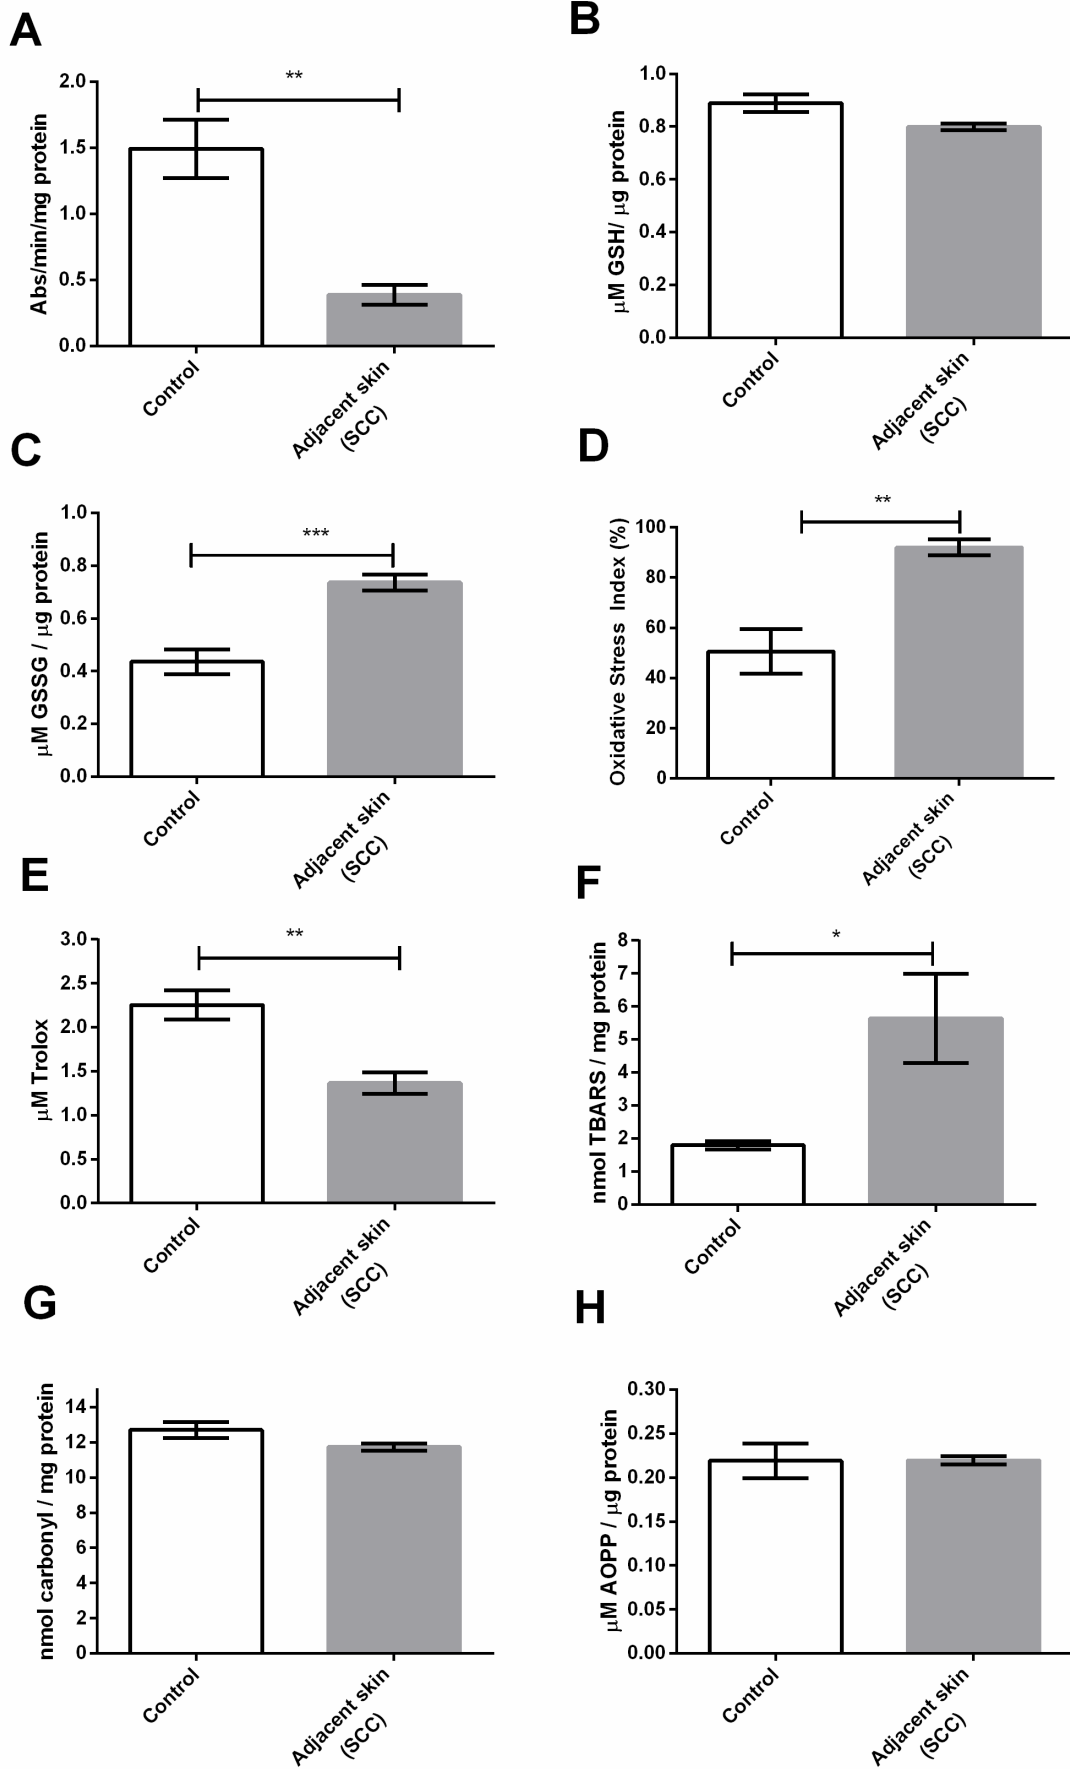 A
Abs/min/mg protein
2.0
1.5
1.0
0.5
0.0
**
Control
Adjacent skin
(SCC)
B
μM GSH/ μg protein
1.0
0.8
0.6
0.4
0.2
0.0
Control
Adjacent skin
(SCC)
C
μM GSSG / μg protein
1.0
0.8
0.6
0.4
0.2
0.0
***
Control
Adjacent skin
(SCC)
D
Oxidative Stress Index (%)
100
80
60
40
20
0
**
Control
Adjacent skin
(SCC)
E
μM Trolox
3.0
2.5
2.0
1.5
1.0
0.5
0.0
**
Control
Adjacent skin
(SCC)
F
nmol TBARS / mg protein
8
7
6
5
4
3
2
1
0
*
Control
Adjacent skin
(SCC)
G
nmol carbonyl / mg protein
14
12
10
8
6
4
2
0
Control
Adjacent skin
(SCC)
H
μM AOPP / μg protein
0.30
0.25
0.20
0.15
0.10
0.05
0.00
Control
Adjacent skin
(SCC)